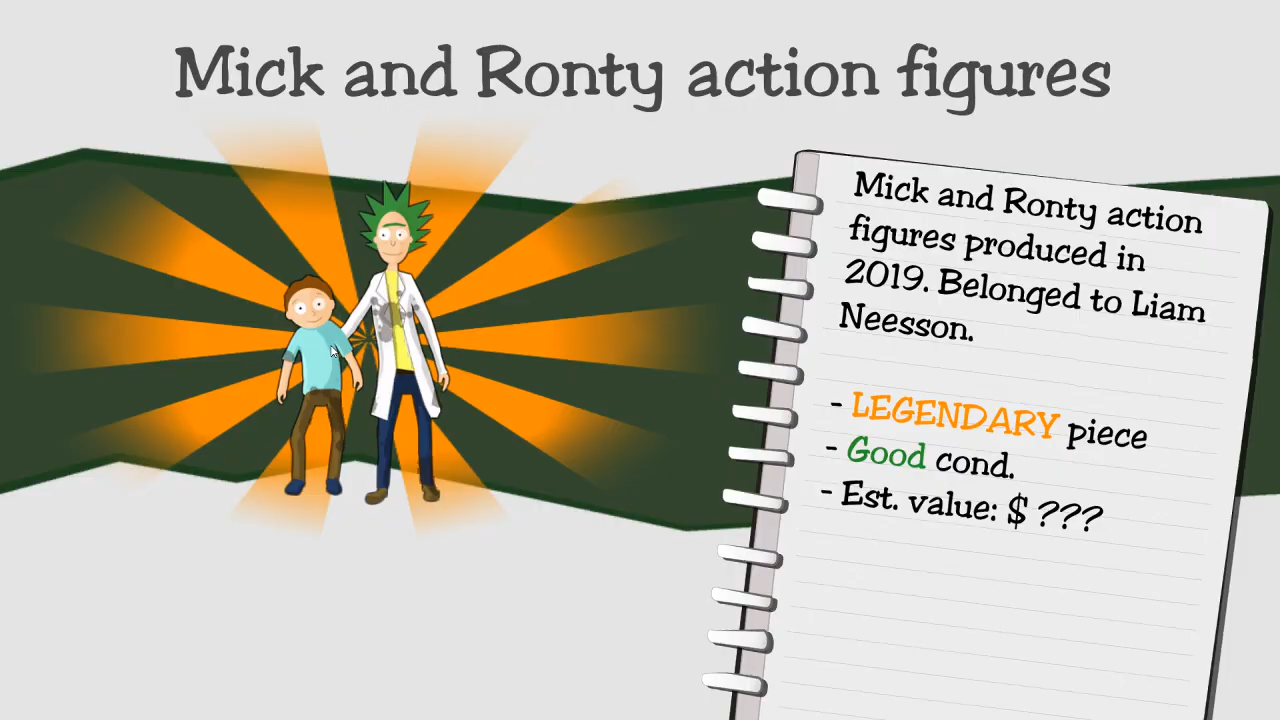 Mick and Ronty action figures
Mick and Ronty action
figures produced in
2019. Belonged to Liam
Neesson.
- LEGENDARY piece
- Good cond.
- Est. value: $ ???